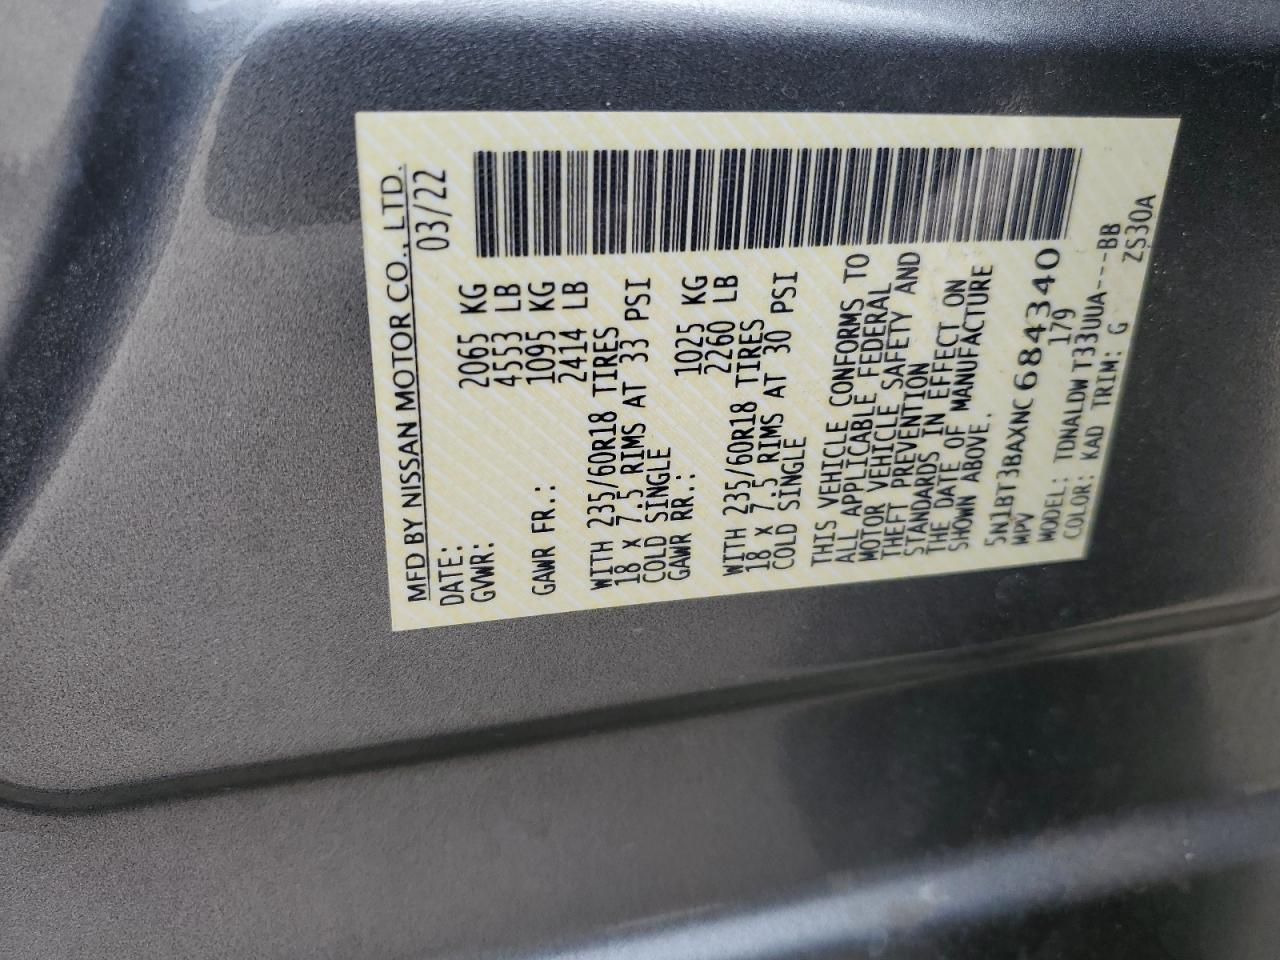 MFD BY NISSAN MOTOR CO., LTD.
DATE: 03/22
GVWR: 2065 KG
4553 LB
GAWR FR.: 1095 KG
2414 LB
WITH 235/60R18 TIRES
18 x 7.5 RIMS AT 33 PSI
COLD SINGLE
GAWR RR.: 1025 KG
2260 LB
WITH 235/60R18 TIRES
18 x 7.5 RIMS AT 30 PSI
COLD SINGLE
THIS VEHICLE CONFORMS TO
ALL APPLICABLE FEDERAL
MOTOR VEHICLE SAFETY AND
THEFT PREVENTION
STANDARDS IN EFFECT ON
THE DATE OF MANUFACTURE
SHOWN ABOVE.
5N1BT3BAXNC684340
MPV 179
MODEL: TONALDWT33UUA---BB
COLOR: KAD TRIM: G ZS30A